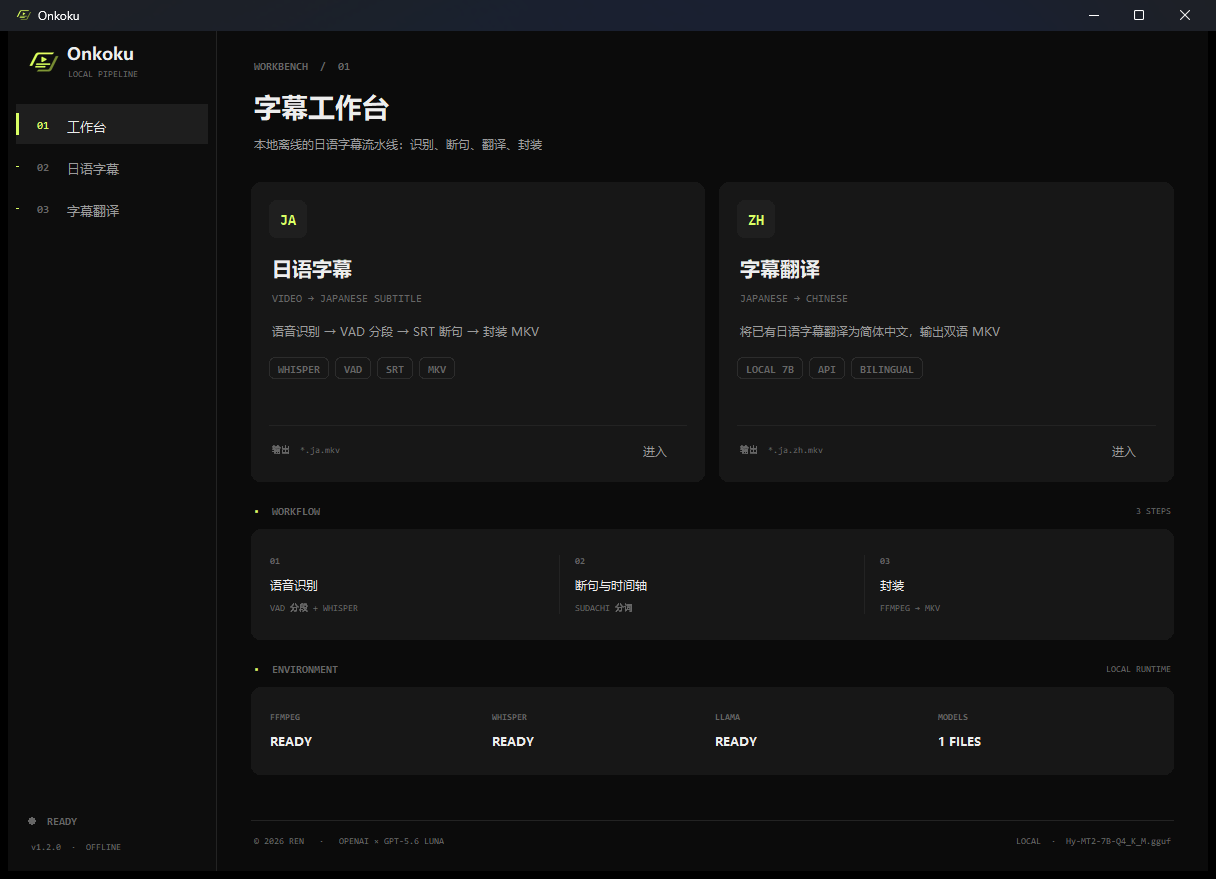 Onkoku
Onkoku
LOCAL PIPELINE
01 工作台
02 日语字幕
03 字幕翻译
READY
v1.2.0 · OFFLINE
WORKBENCH / 01
字幕工作台
本地离线的日语字幕流水线：识别、断句、翻译、封装
JA
日语字幕
VIDEO → JAPANESE SUBTITLE
语音识别 → VAD 分段 → SRT 断句 → 封装 MKV
WHISPER VAD SRT MKV
输出 *.ja.mkv 进入
ZH
字幕翻译
JAPANESE → CHINESE
将已有日语字幕翻译为简体中文，输出双语 MKV
LOCAL 7B API BILINGUAL
输出 *.ja.zh.mkv 进入
WORKFLOW 3 STEPS
01
语音识别
VAD 分段 + WHISPER
02
断句与时间轴
SUDACHI 分词
03
封装
FFMPEG → MKV
ENVIRONMENT LOCAL RUNTIME
FFMPEG
READY
WHISPER
READY
LLAMA
READY
MODELS
1 FILES
© 2026 REN · OPENAI × GPT-5.6 LUNA LOCAL · Hy-MT2-7B-Q4_K_M.gguf